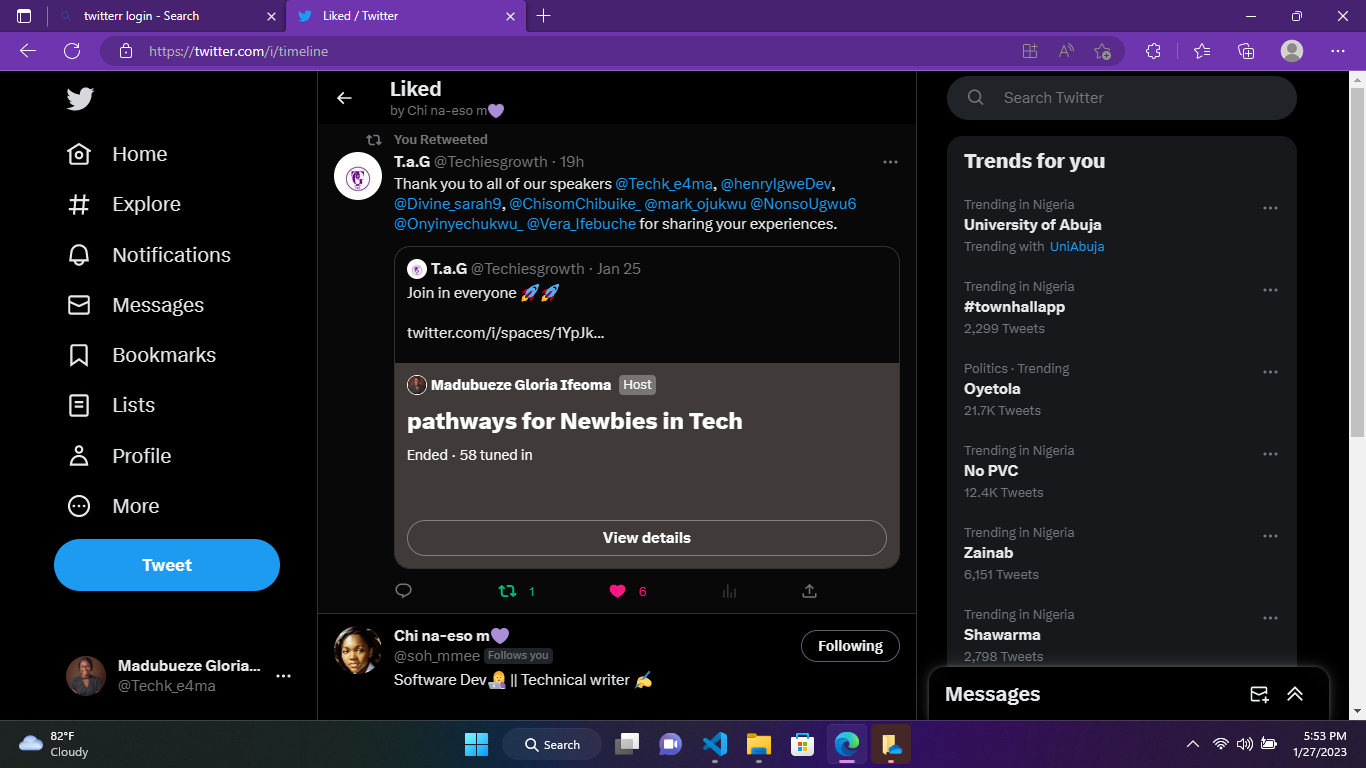 twitterr login - Search
Liked / Twitter
https://twitter.com/i/timeline
Home
Explore
Notifications
Messages
Bookmarks
Lists
Profile
More
Tweet
Madubueze Gloria...
@Techk_e4ma
Liked
by Chi na-eso m💜
You Retweeted
T.a.G @Techiesgrowth · 19h
Thank you to all of our speakers @Techk_e4ma, @henryIgweDev,
@Divine_sarah9, @ChisomChibuike_ @mark_ojukwu @NonsoUgwu6
@Onyinyechukwu_ @Vera_Ifebuche for sharing your experiences.
T.a.G @Techiesgrowth · Jan 25
Join in everyone 🚀🚀
twitter.com/i/spaces/1YpJk...
Madubueze Gloria Ifeoma Host
pathways for Newbies in Tech
Ended · 58 tuned in
View details
1 6
Chi na-eso m💜
@soh_mmee Follows you
Following
Software Dev👩‍💻 || Technical writer ✍️
Search Twitter
Trends for you
Trending in Nigeria
University of Abuja
Trending with UniAbuja
Trending in Nigeria
#townhallapp
2,299 Tweets
Politics · Trending
Oyetola
21.7K Tweets
Trending in Nigeria
No PVC
12.4K Tweets
Trending in Nigeria
Zainab
6,151 Tweets
Trending in Nigeria
Shawarma
2,798 Tweets
Messages
82°F
Cloudy
Search
5:53 PM
1/27/2023